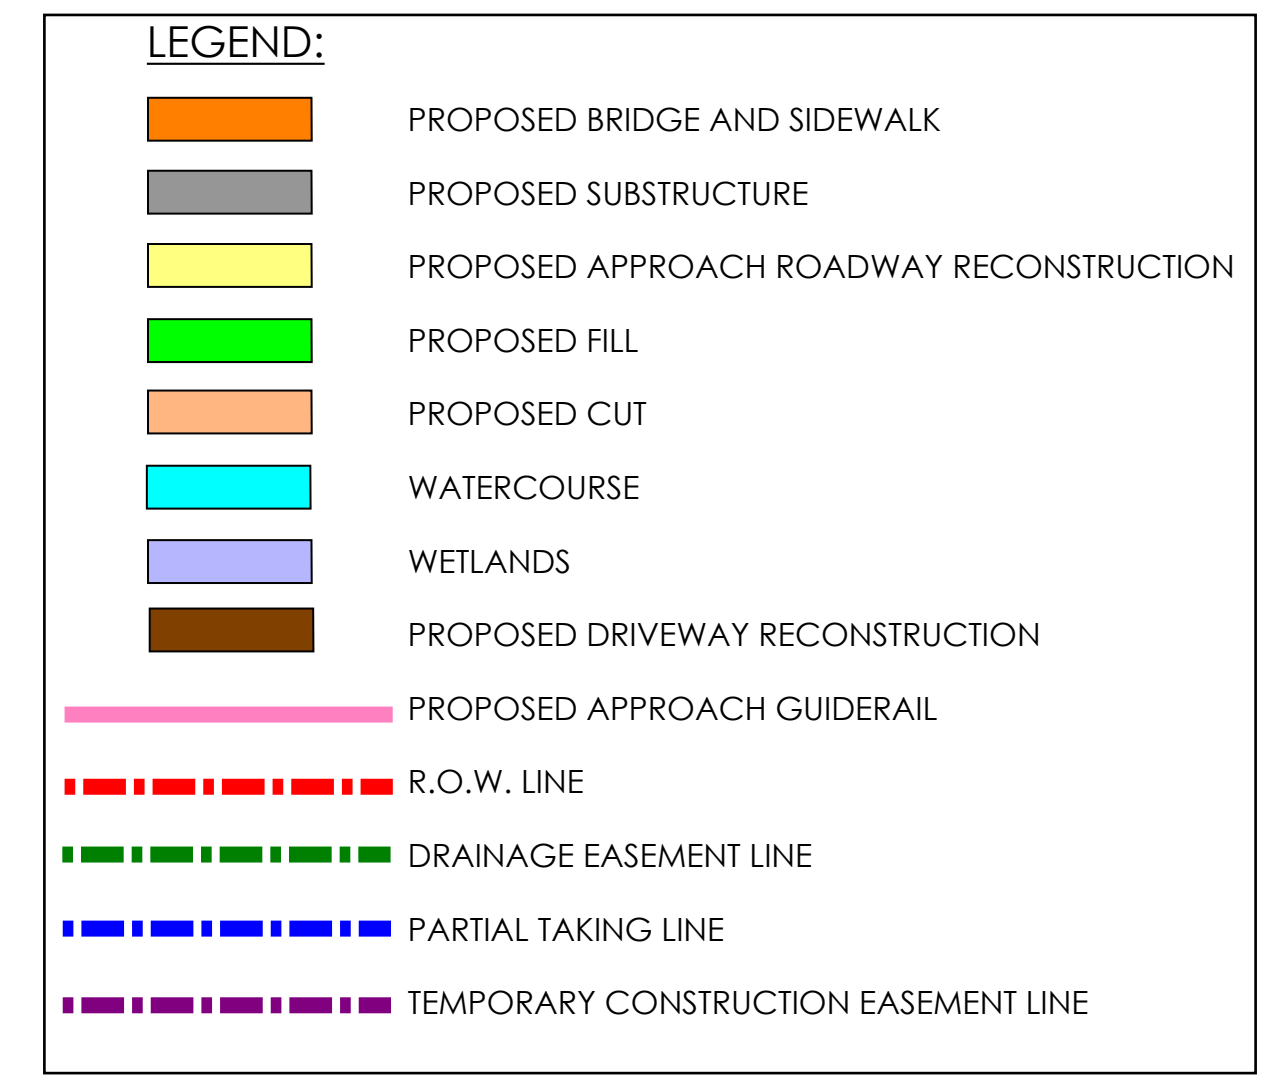 LEGEND:
PROPOSED BRIDGE AND SIDEWALK
PROPOSED SUBSTRUCTURE
PROPOSED APPROACH ROADWAY RECONSTRUCTION
PROPOSED FILL
PROPOSED CUT
WATERCOURSE
WETLANDS
PROPOSED DRIVEWAY RECONSTRUCTION
PROPOSED APPROACH GUIDERAIL
R.O.W. LINE
DRAINAGE EASEMENT LINE
PARTIAL TAKING LINE
TEMPORARY CONSTRUCTION EASEMENT LINE